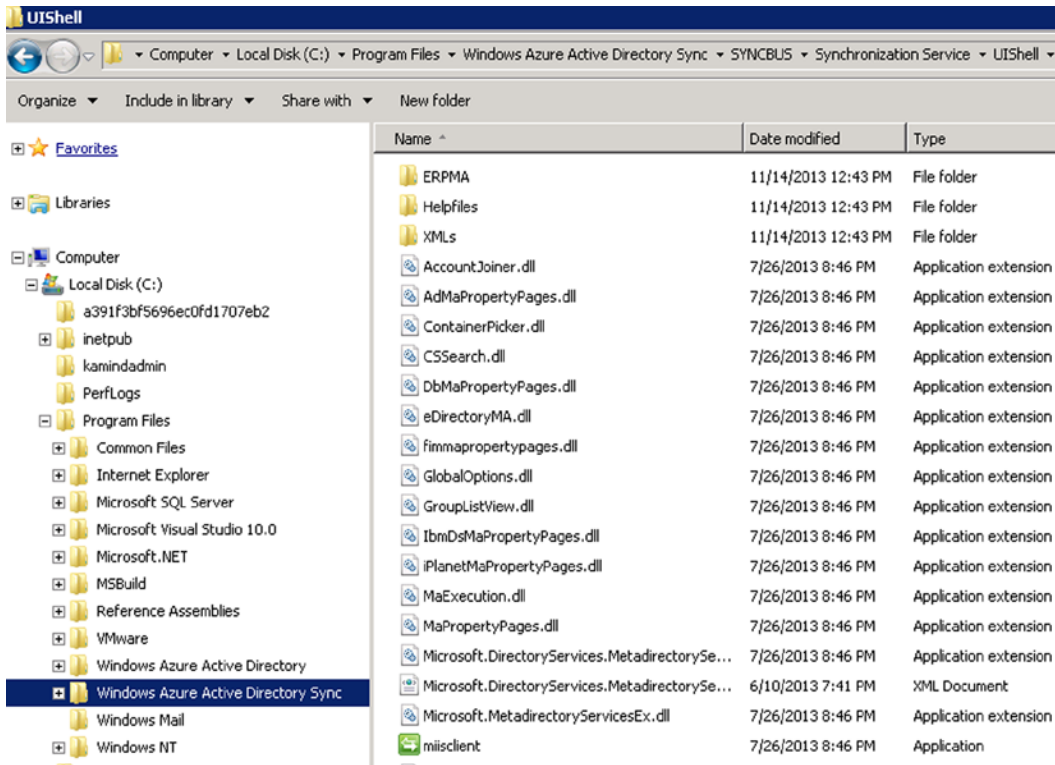 UIShell
Computer Local Disk (C:) Program Files Windows Azure Active Directory Sync SYNCBUS Synchronization Service UIShell
Organize Include in library Share with New folder
Favorites
Libraries
Computer
Local Disk (C:)
a391f3bf5696ec0fd1707eb2
inetpub
kamindadmin
PerfLogs
Program Files
Common Files
Internet Explorer
Microsoft SQL Server
Microsoft Visual Studio 10.0
Microsoft.NET
MSBuild
Reference Assemblies
VMware
Windows Azure Active Directory
Windows Azure Active Directory Sync
Windows Mail
Windows NT
Name Date modified Type
ERPMA 11/14/2013 12:43 PM File folder
Helpfiles 11/14/2013 12:43 PM File folder
XMLs 11/14/2013 12:43 PM File folder
AccountJoiner.dll 7/26/2013 8:46 PM Application extension
AdMaPropertyPages.dll 7/26/2013 8:46 PM Application extension
ContainerPicker.dll 7/26/2013 8:46 PM Application extension
CSSearch.dll 7/26/2013 8:46 PM Application extension
DbMaPropertyPages.dll 7/26/2013 8:46 PM Application extension
eDirectoryMA.dll 7/26/2013 8:46 PM Application extension
fimmapropertypages.dll 7/26/2013 8:46 PM Application extension
GlobalOptions.dll 7/26/2013 8:46 PM Application extension
GroupListView.dll 7/26/2013 8:46 PM Application extension
IbmDsMaPropertyPages.dll 7/26/2013 8:46 PM Application extension
iPlanetMaPropertyPages.dll 7/26/2013 8:46 PM Application extension
MaExecution.dll 7/26/2013 8:46 PM Application extension
MaPropertyPages.dll 7/26/2013 8:46 PM Application extension
Microsoft.DirectoryServices.MetadirectorySe... 7/26/2013 8:46 PM Application extension
Microsoft.DirectoryServices.MetadirectorySe... 6/10/2013 7:41 PM XML Document
Microsoft.MetadirectoryServicesEx.dll 7/26/2013 8:46 PM Application extension
miisclient 7/26/2013 8:46 PM Application